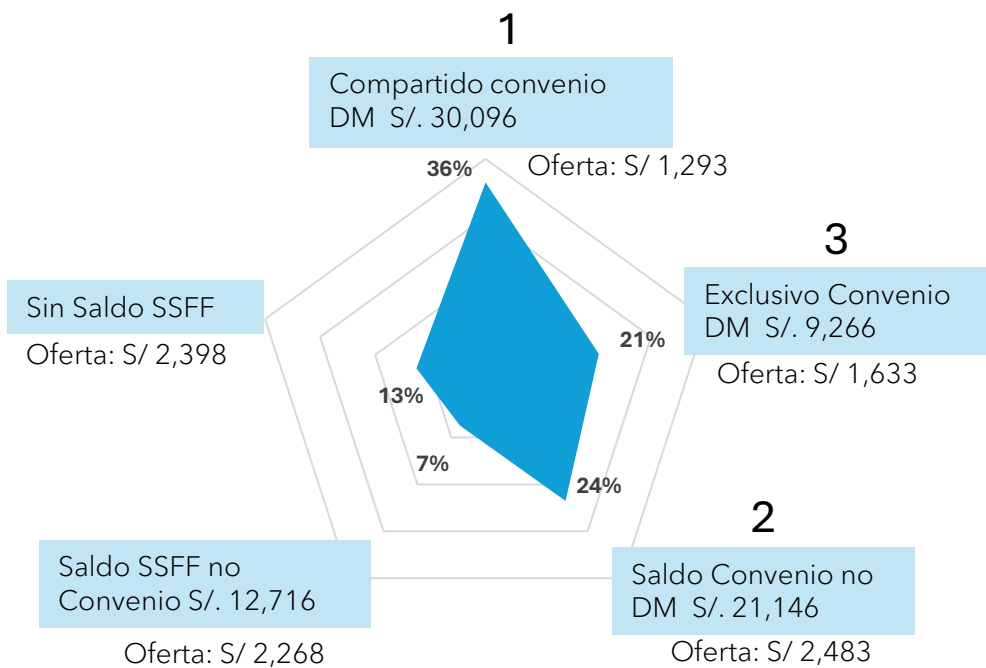 1
Compartido convenio
DM S/. 30,096
36%
Oferta: S/ 1,293
3
Exclusivo Convenio
DM S/. 9,266
21%
Oferta: S/ 1,633
Sin Saldo SSFF
Oferta: S/ 2,398
13%
7%
24%
2
Saldo Convenio no
DM S/. 21,146
Oferta: S/ 2,483
Saldo SSFF no
Convenio S/. 12,716
Oferta: S/ 2,268